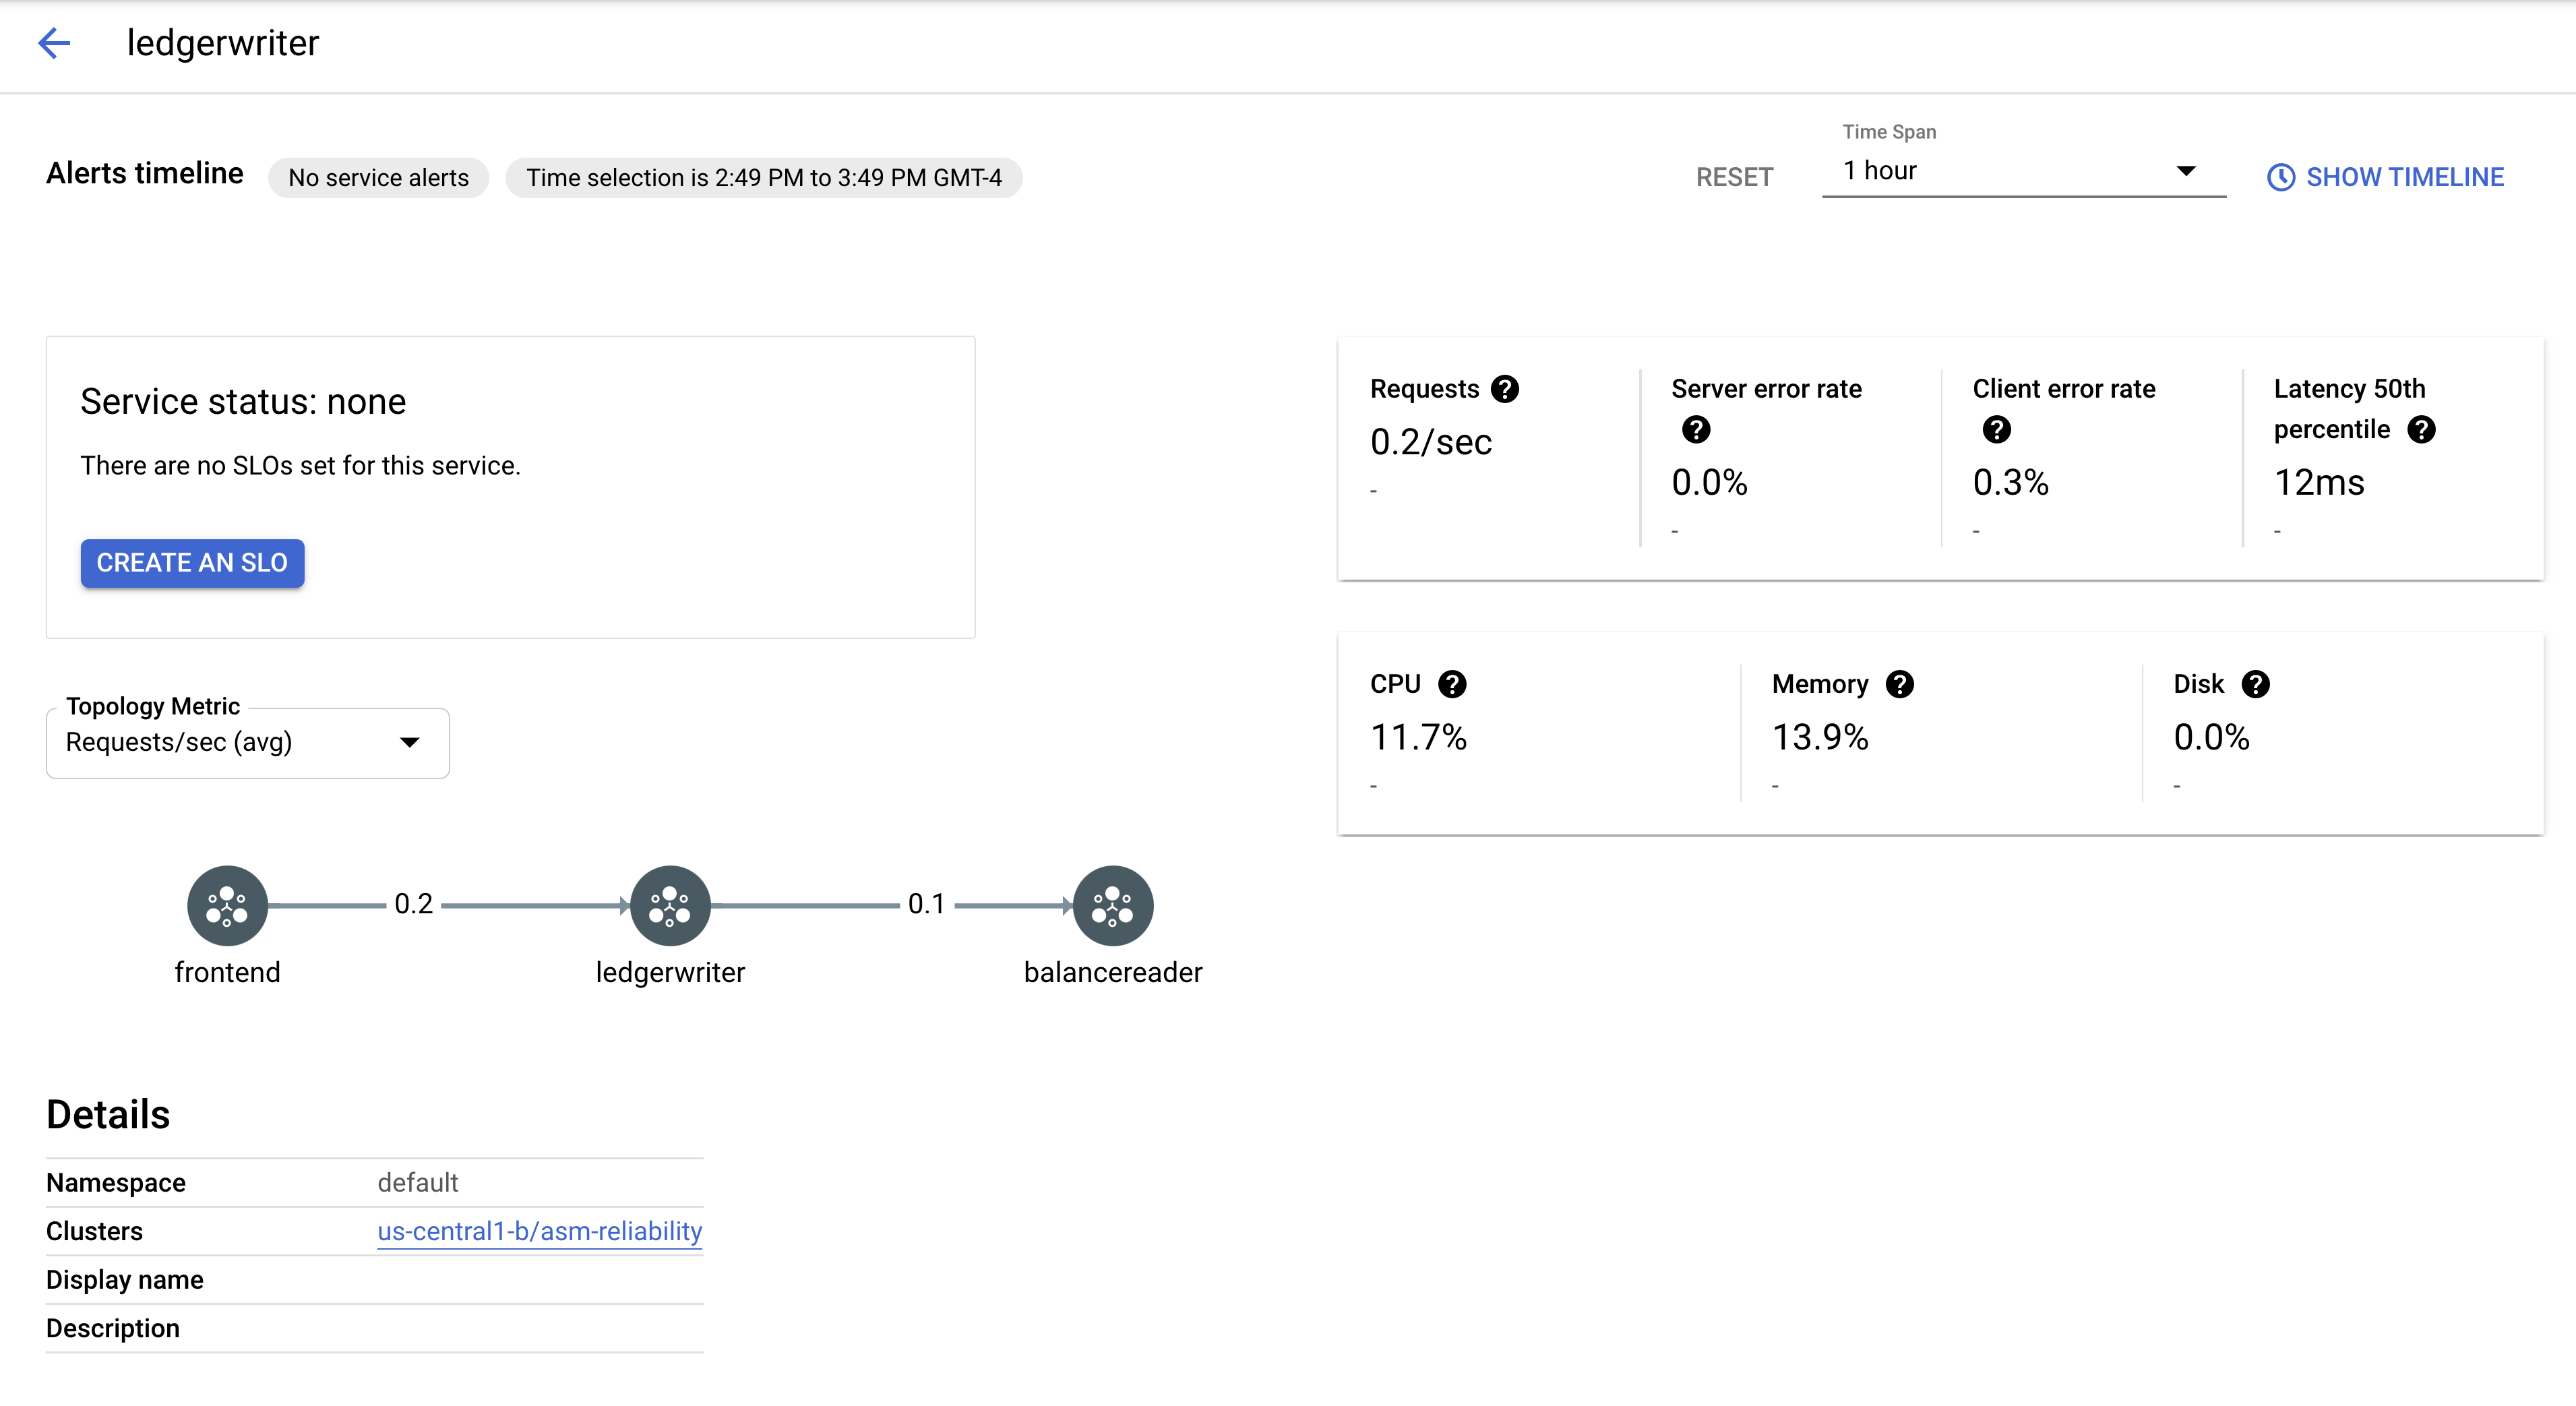 ledgerwriter
Alerts timeline
No service alerts
Time selection is 2:49 PM to 3:49 PM GMT-4
RESET
Time Span
1 hour
SHOW TIMELINE
Service status: none
There are no SLOs set for this service.
CREATE AN SLO
Requests ?
0.2/sec
-
Server error rate
?
0.0%
-
Client error rate
?
0.3%
-
Latency 50th
percentile ?
12ms
-
CPU ?
11.7%
-
Memory ?
13.9%
-
Disk ?
0.0%
-
Topology Metric
Requests/sec (avg)
0.2
0.1
frontend
ledgerwriter
balancereader
Details
Namespace default
Clusters us-central1-b/asm-reliability
Display name
Description